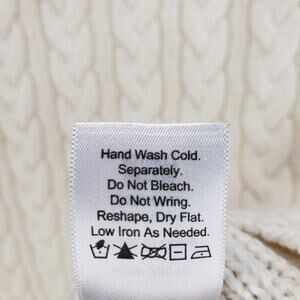 Hand Wash Cold.
Separately.
Do Not Bleach.
Do Not Wring.
Reshape, Dry Flat.
Low Iron As Needed.